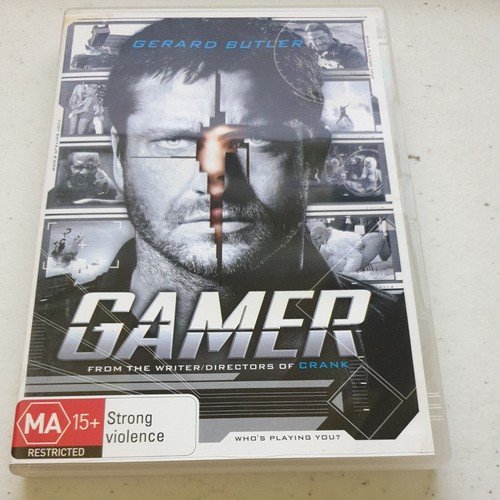 GERARD BUTLER
GAMER
FROM THE WRITER/DIRECTORS OF CRANK
MA 15+ Strong violence
RESTRICTED
WHO'S PLAYING YOU?